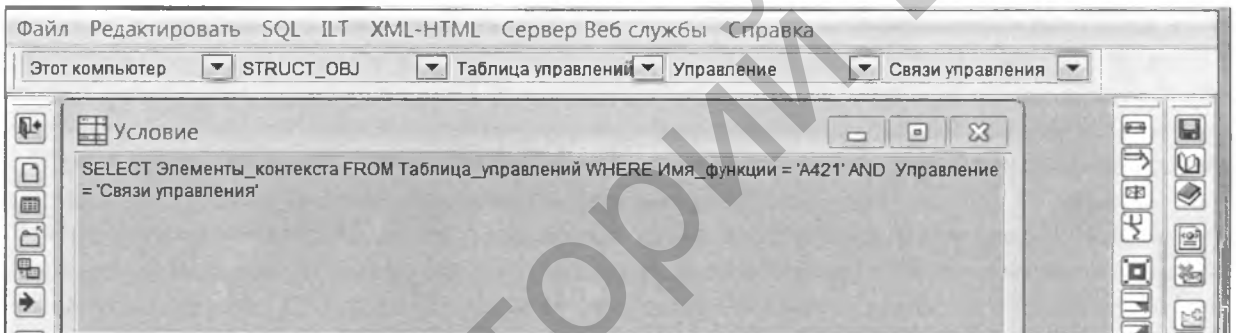 Файл Редактировать SQL ILT XML-HTML Сервер Веб службы Справка
Этот компьютер STRUCT_OBJ Таблица управлений Управление Связи управления
Условие
SELECT Элементы_контекста FROM Таблица_управлений WHERE Имя_функции = 'A421' AND Управление
= 'Связи управления'